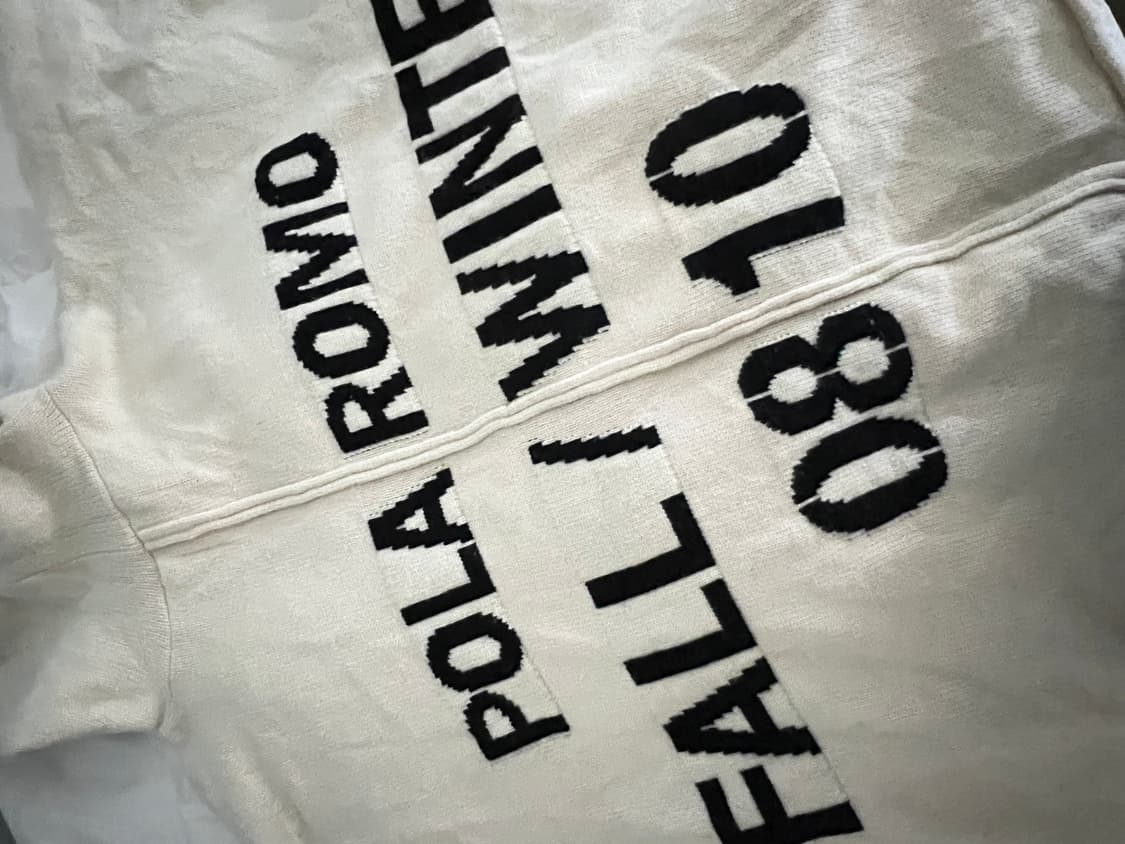 POLA ROMO
FALL / WINTE
08 10